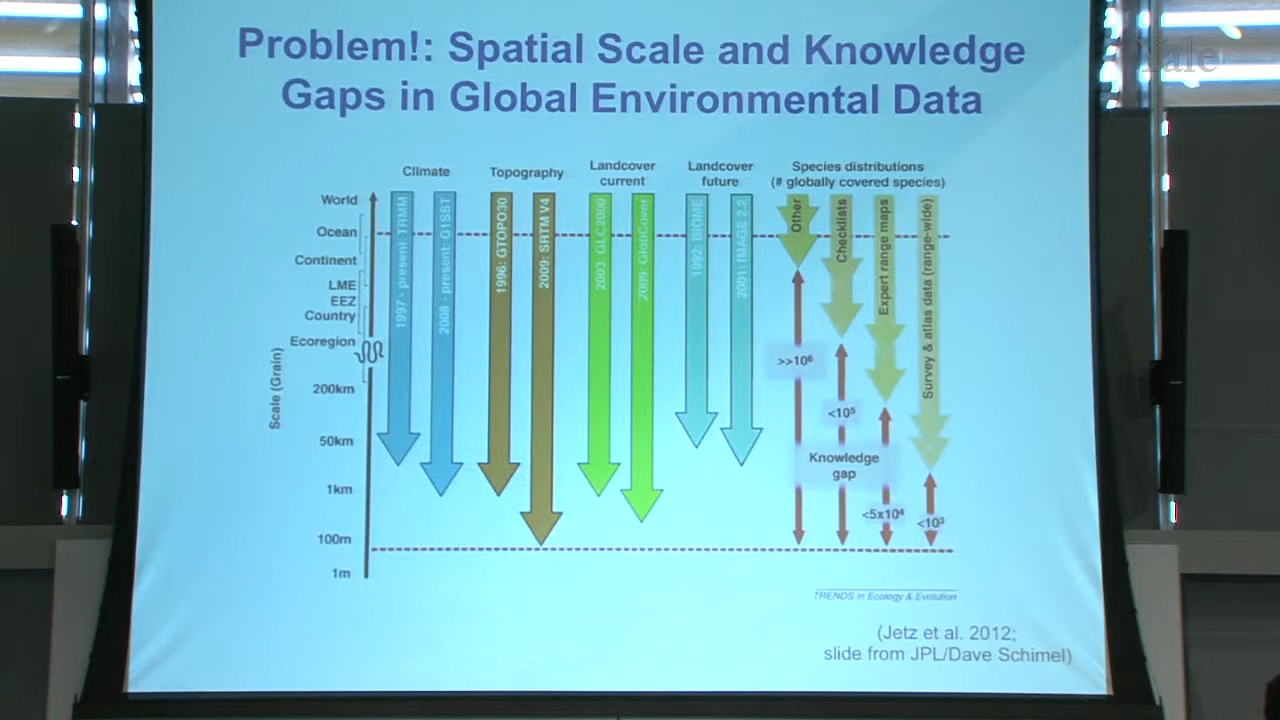 Yale
Problem!: Spatial Scale and Knowledge
Gaps in Global Environmental Data
Climate
Topography
Landcover
current
Landcover
future
Species distributions
(# globally covered species)
World
Ocean
Continent
LME
EEZ
Country
Ecoregion
200km
50km
1km
100m
1m
Scale (Grain)
1997 - present: TRMM
2008 - present: G1SST
1996: GTOPO30
2009: SRTM V4
2003: GLC2000
2009: GlobCover
1992: BIOME
2001: IMAGE 2.2
Other
Checklists
Expert range maps
Survey & atlas data (range-wide)
>>10⁶
<10⁵
Knowledge
gap
<5x10⁴
<10³
TRENDS in Ecology & Evolution
(Jetz et al. 2012;
slide from JPL/Dave Schimel)